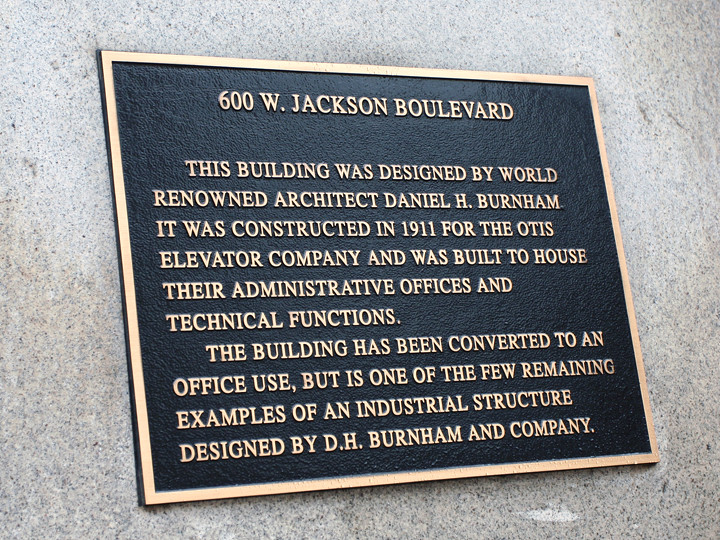 600 W. JACKSON BOULEVARD
THIS BUILDING WAS DESIGNED BY WORLD
RENOWNED ARCHITECT DANIEL H. BURNHAM
IT WAS CONSTRUCTED IN 1911 FOR THE OTIS
ELEVATOR COMPANY AND WAS BUILT TO HOUSE
THEIR ADMINISTRATIVE OFFICES AND
TECHNICAL FUNCTIONS.
THE BUILDING HAS BEEN CONVERTED TO AN
OFFICE USE, BUT IS ONE OF THE FEW REMAINING
EXAMPLES OF AN INDUSTRIAL STRUCTURE
DESIGNED BY D.H. BURNHAM AND COMPANY.